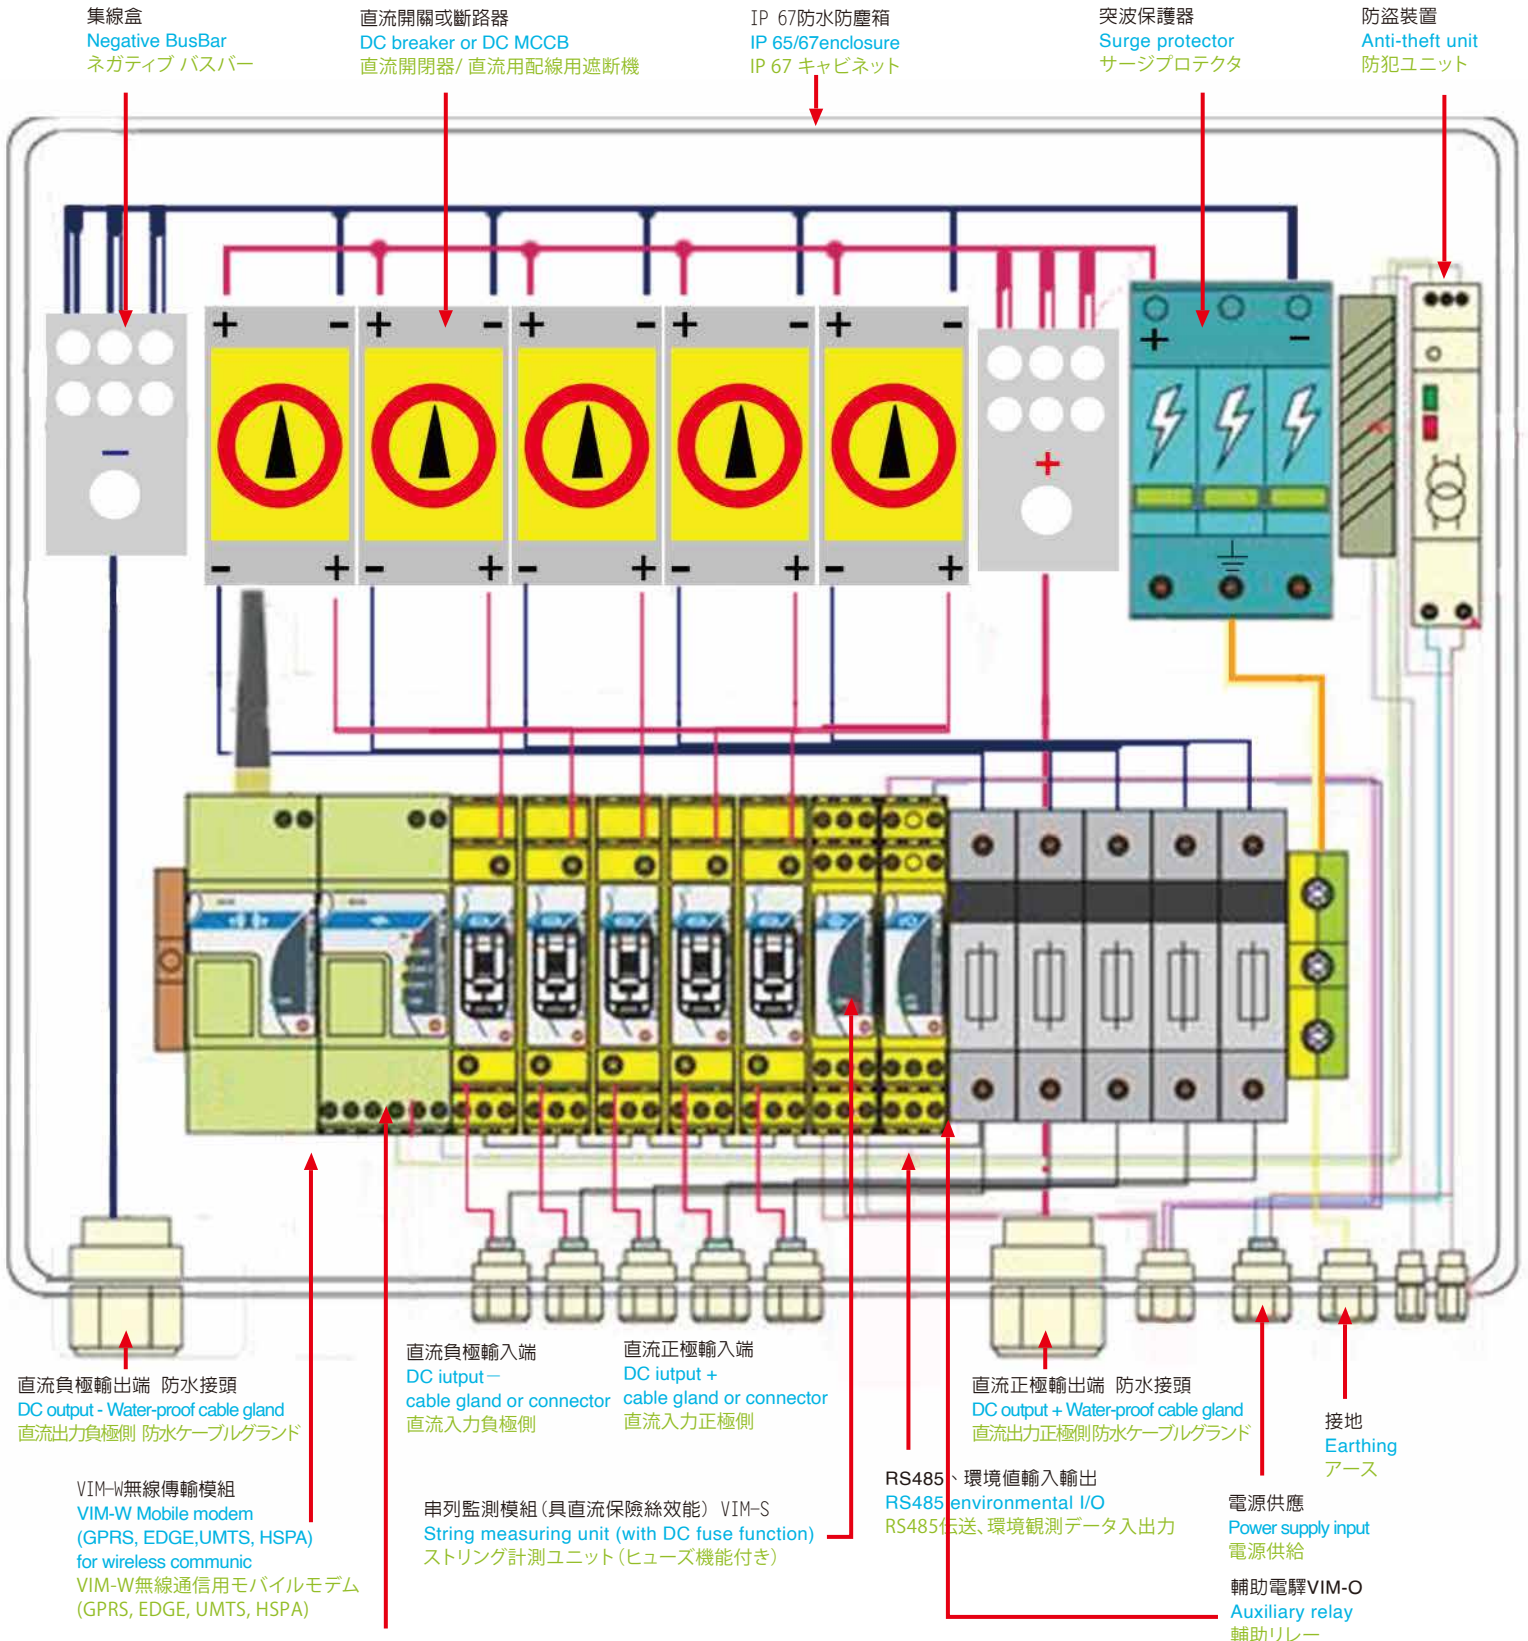 集線盒
Negative BusBar
ネガティブ バスバー
直流開關或斷路器
DC breaker or DC MCCB
直流開閉器/ 直流用配線用遮断機
IP 67防水防塵箱
IP 65/67enclosure
IP 67 キャビネット
突波保護器
Surge protector
サージプロテクタ
防盜裝置
Anti-theft unit
防犯ユニット
直流負極輸出端 防水接頭
DC output - Water-proof cable gland
直流出力負極側 防水ケーブルグランド
直流負極輸入端
DC iutput－
cable gland or connector
直流入力負極側
直流正極輸入端
DC iutput +
cable gland or connector
直流入力正極側
直流正極輸出端 防水接頭
DC output + Water-proof cable gland
直流出力正極側防水ケーブルグランド
接地
Earthing
アース
VIM-W無線傳輸模組
VIM-W Mobile modem
(GPRS, EDGE,UMTS, HSPA)
for wireless communic
VIM-W無線通信用モバイルモデム
(GPRS, EDGE, UMTS, HSPA)
串列監測模組（具直流保險絲效能）VIM-S
String measuring unit (with DC fuse function)
ストリング計測ユニット（ヒューズ機能付き）
RS485、環境値輸入輸出
RS485 environmental I/O
RS485伝送、環境観測データ入出力
電源供應
Power supply input
電源供給
輔助電驛VIM-O
Auxiliary relay
輔助リレー